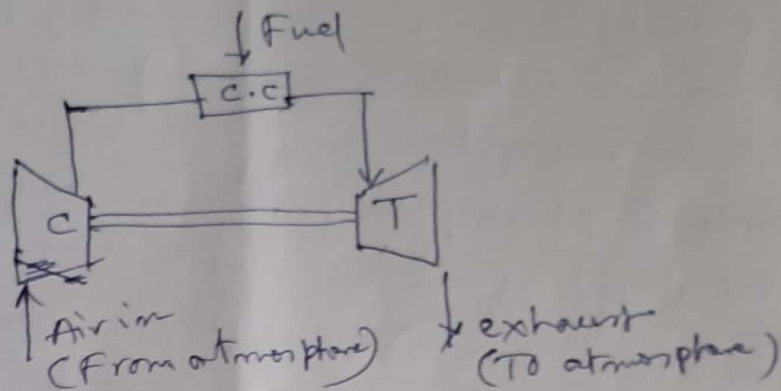 Fuel
C.C
C
T
Air in
(From atmosphere)
exhaust
(To atmosphere)